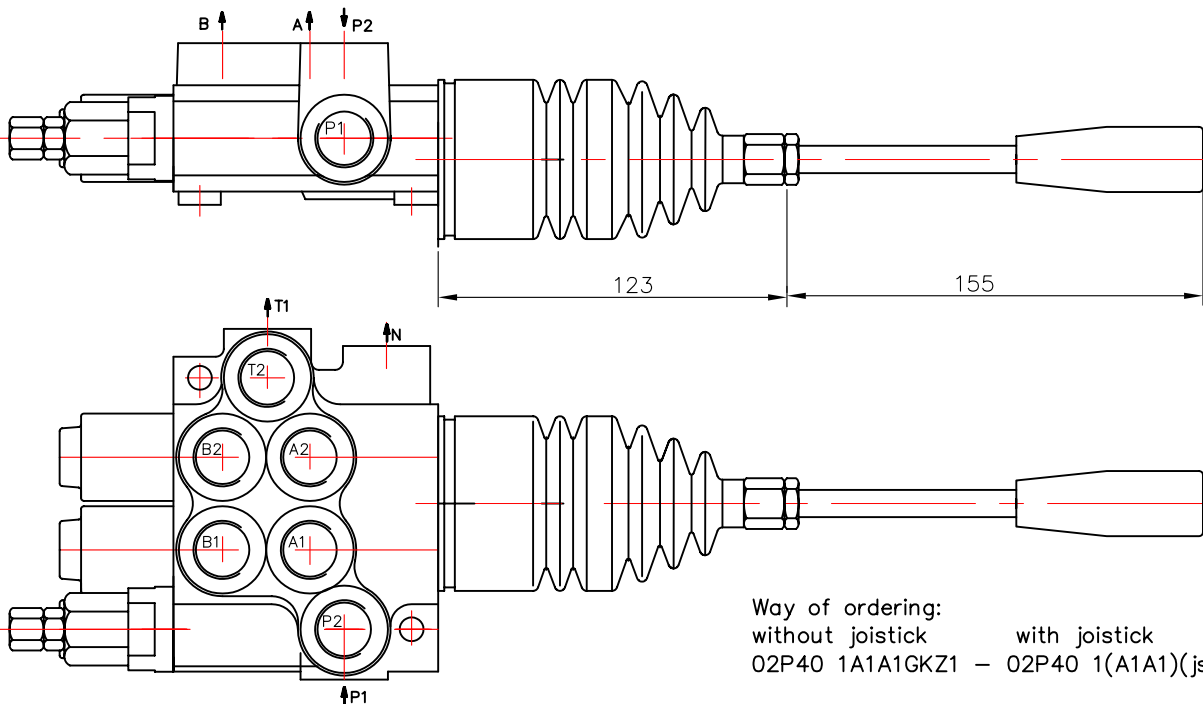 B A P2
P1
123 155
T1
N
T2
B2 A2
B1 A1
P2
P1
Way of ordering:
without joistick with joistick
02P40 1A1A1GKZ1 — 02P40 1(A1A1)(js